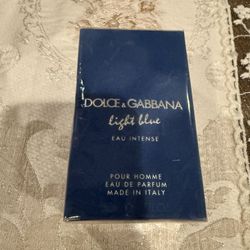 DOLCE & GABBANA
light blue
EAU INTENSE
POUR HOMME
EAU DE PARFUM
MADE IN ITALY